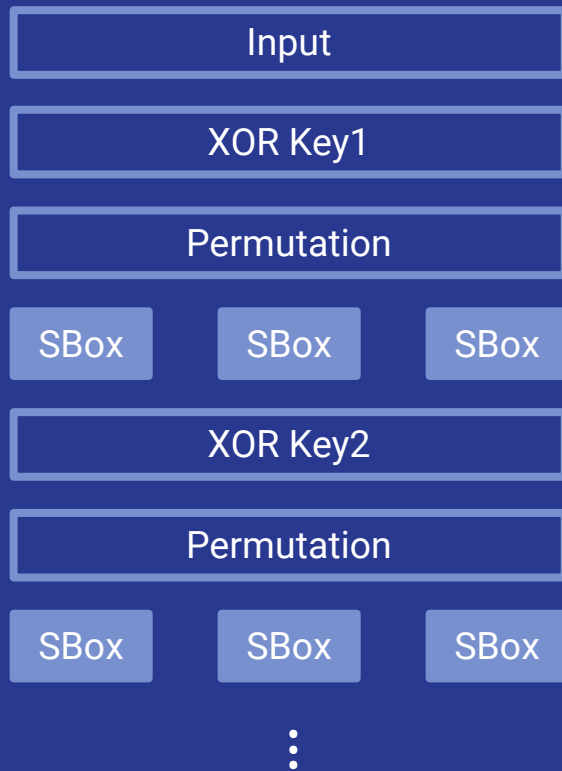 Input
XOR Key1
Permutation
SBox SBox SBox
XOR Key2
Permutation
SBox SBox SBox
⋮